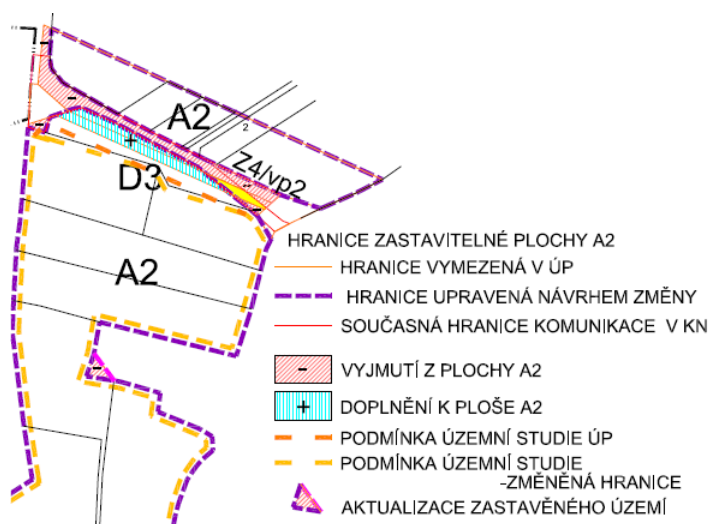 A2
2
Z4/vp2
-
+
-
-
-
D3
A2
-
HRANICE ZASTAVITELNÉ PLOCHY A2
HRANICE VYMEZENÁ V ÚP
HRANICE UPRAVENÁ NÁVRHEM ZMĚNY
SOUČASNÁ HRANICE KOMUNIKACE V KN
- VYJMUTÍ Z PLOCHY A2
+ DOPLNĚNÍ K PLOŠE A2
PODMÍNKA ÚZEMNÍ STUDIE ÚP
PODMÍNKA ÚZEMNÍ STUDIE
-ZMĚNĚNÁ HRANICE
- AKTUALIZACE ZASTAVĚNÉHO ÚZEMÍ